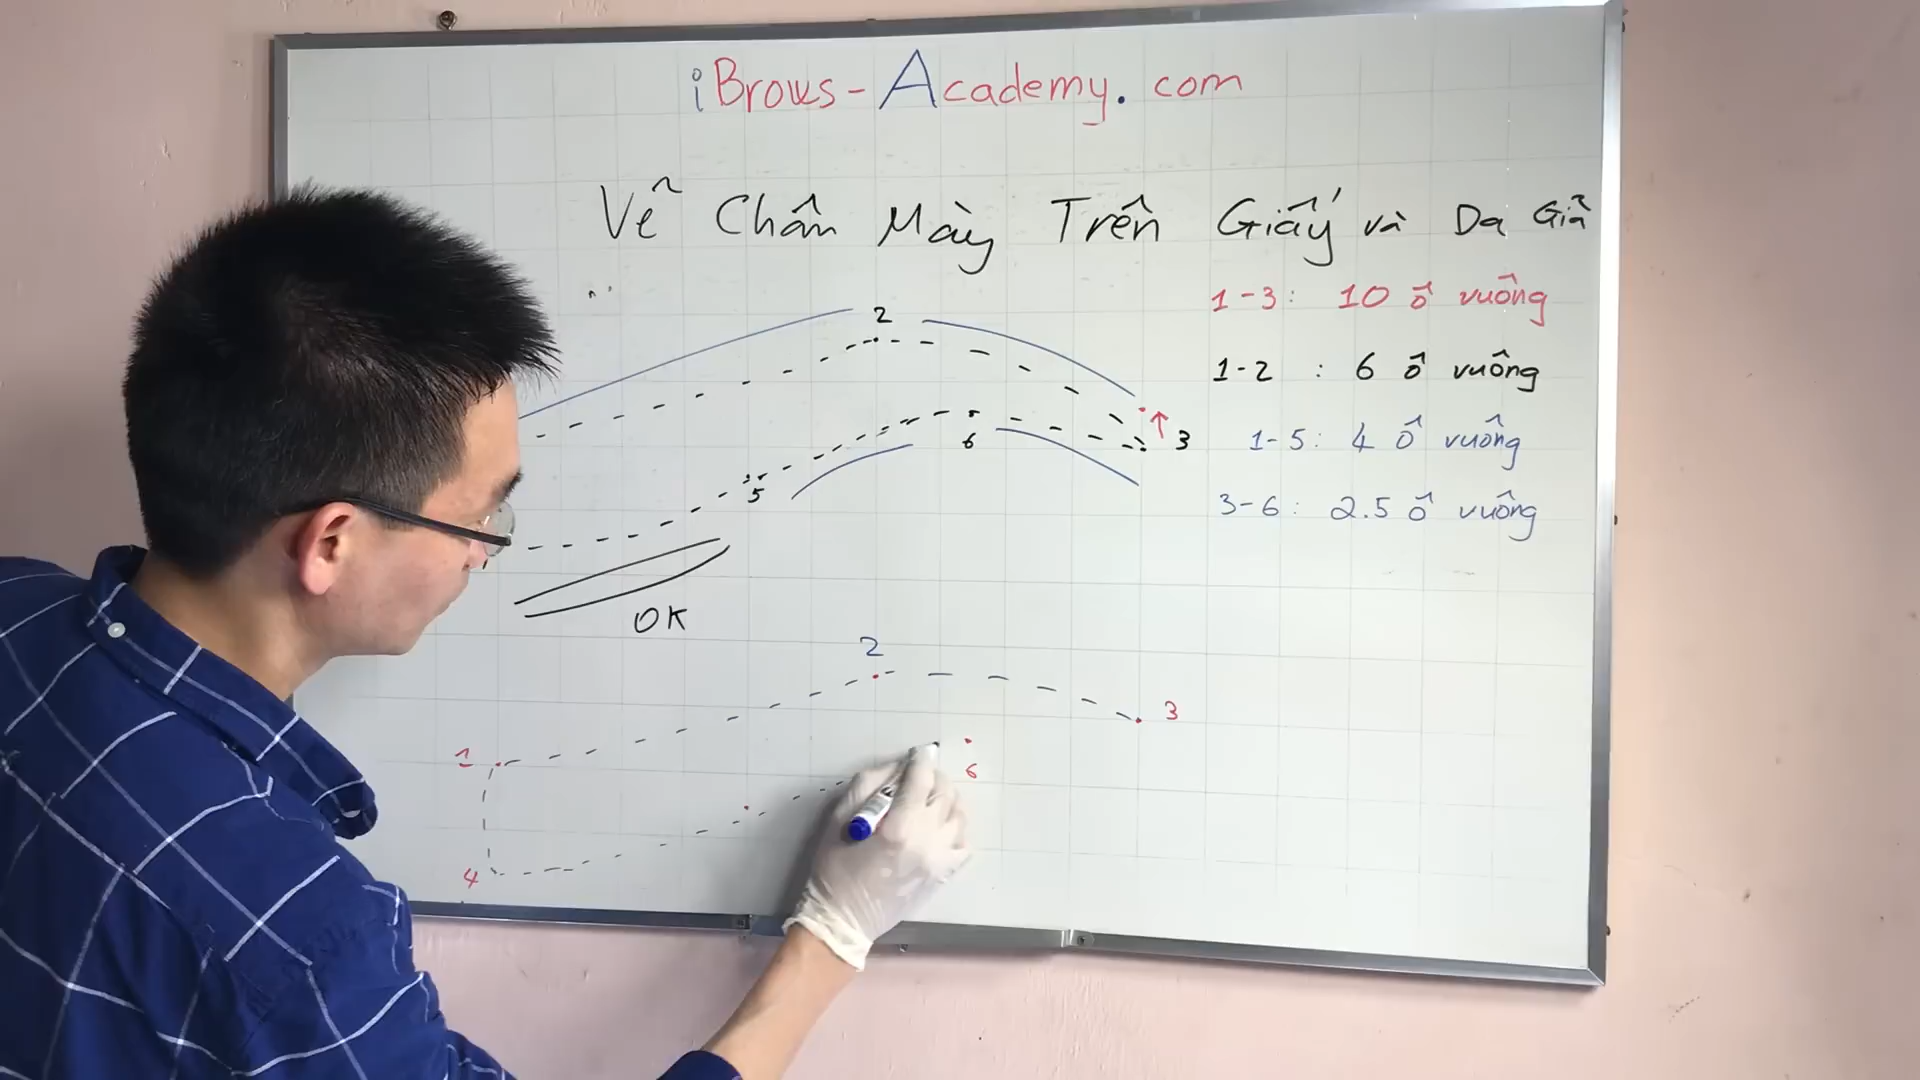 iBrows-Academy.com
Vẽ Chân Mày Trên Giấy và Da Giả
1-3: 10 ô vuông
1-2 : 6 ô vuông
1-5: 4 ô vuông
3-6: 2.5 ô vuông
2
3
6
5
OK
2
3
1
6
4